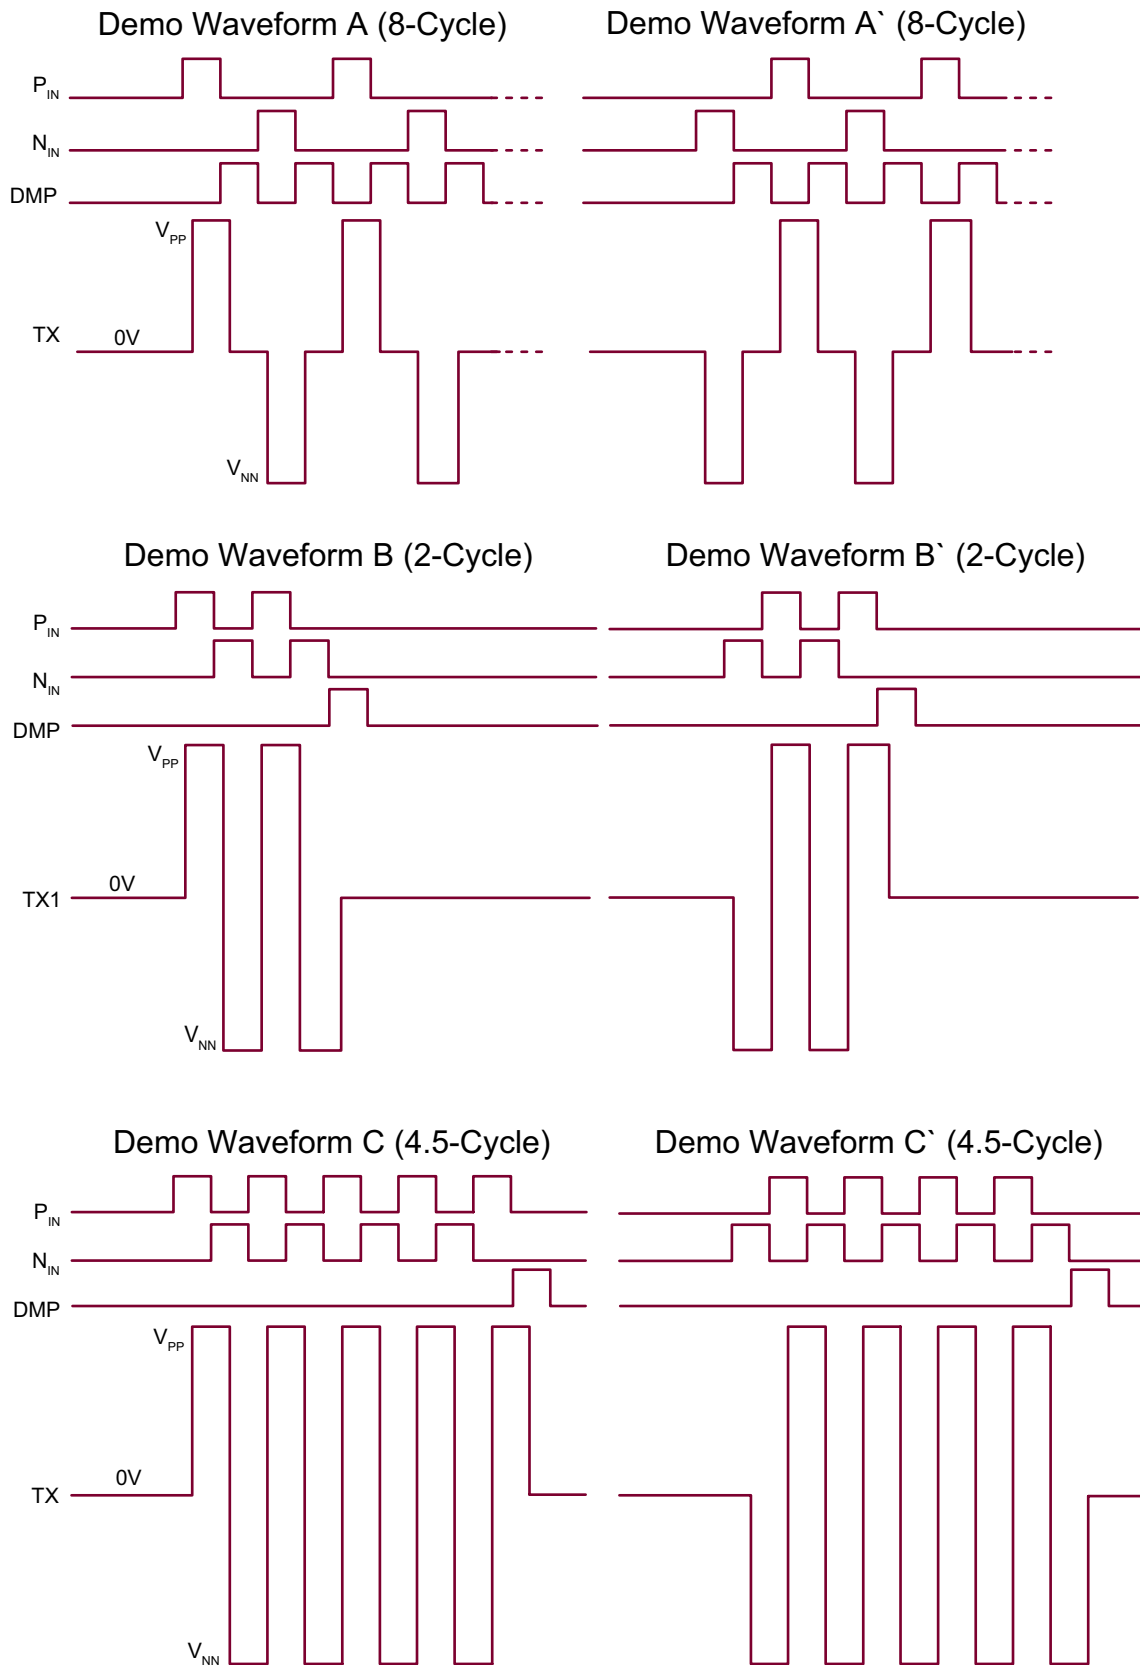 Demo Waveform A (8-Cycle)
Demo Waveform A` (8-Cycle)
PIN
NIN
DMP
VPP
TX
0V
VNN
Demo Waveform B (2-Cycle)
Demo Waveform B` (2-Cycle)
PIN
NIN
DMP
VPP
TX1
0V
VNN
Demo Waveform C (4.5-Cycle)
Demo Waveform C` (4.5-Cycle)
PIN
NIN
DMP
VPP
0V
TX
VNN